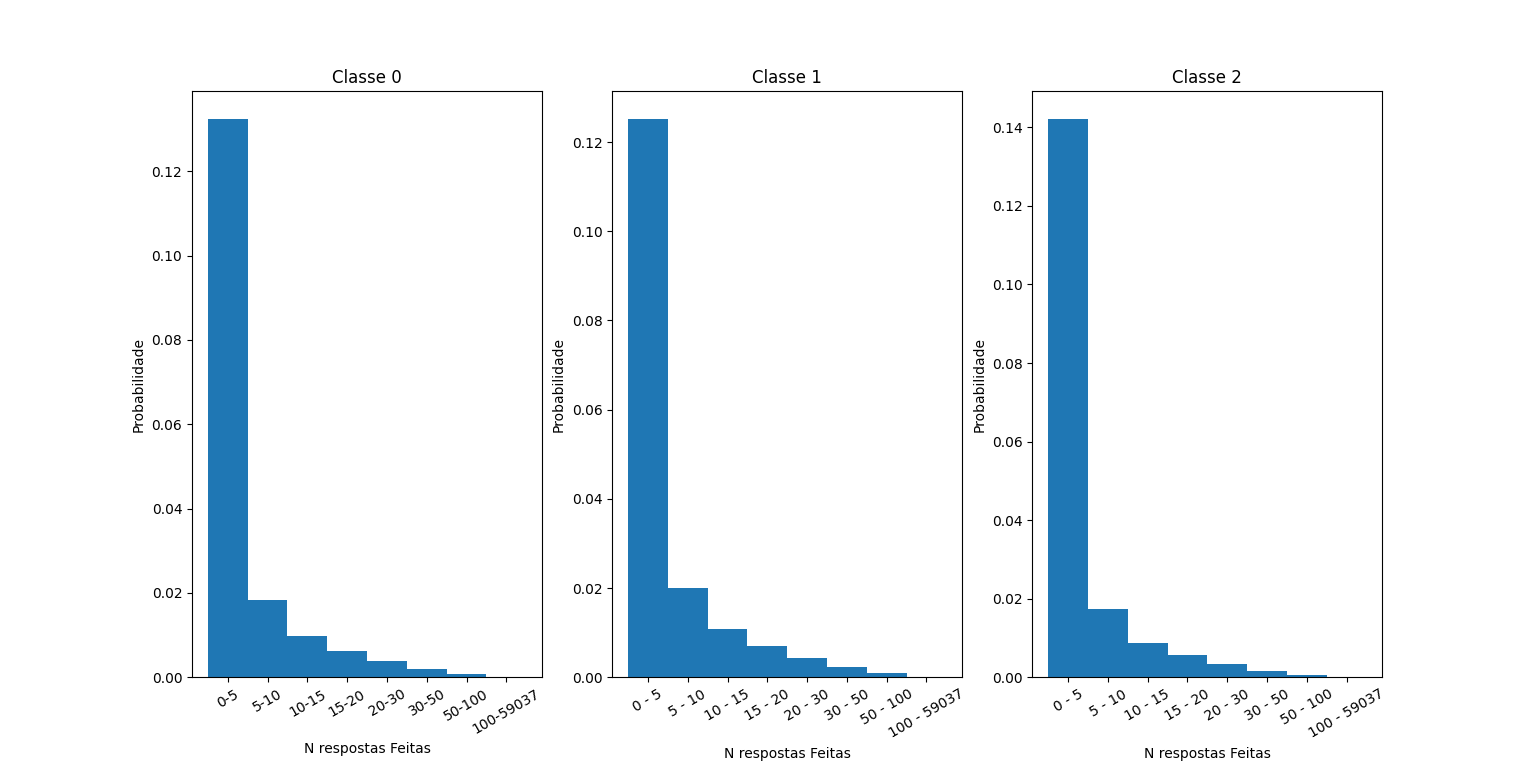 Classe 0
Probabilidade
0.12
0.10
0.08
0.06
0.04
0.02
0.00
0-5
5-10
10-15
15-20
20-30
30-50
50-100
100-59037
N respostas Feitas
Classe 1
Probabilidade
0.12
0.10
0.08
0.06
0.04
0.02
0.00
0 - 5
5 - 10
10 - 15
15 - 20
20 - 30
30 - 50
50 - 100
100 - 59037
N respostas Feitas
Classe 2
Probabilidade
0.14
0.12
0.10
0.08
0.06
0.04
0.02
0.00
0 - 5
5 - 10
10 - 15
15 - 20
20 - 30
30 - 50
50 - 100
100 - 59037
N respostas Feitas